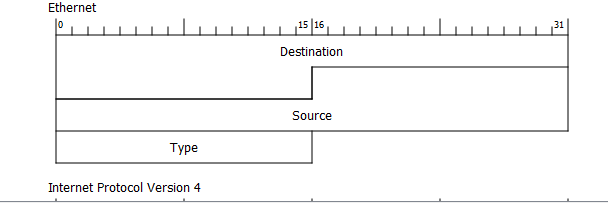 Ethernet
0 15 16 31
Destination
Source
Type
Internet Protocol Version 4